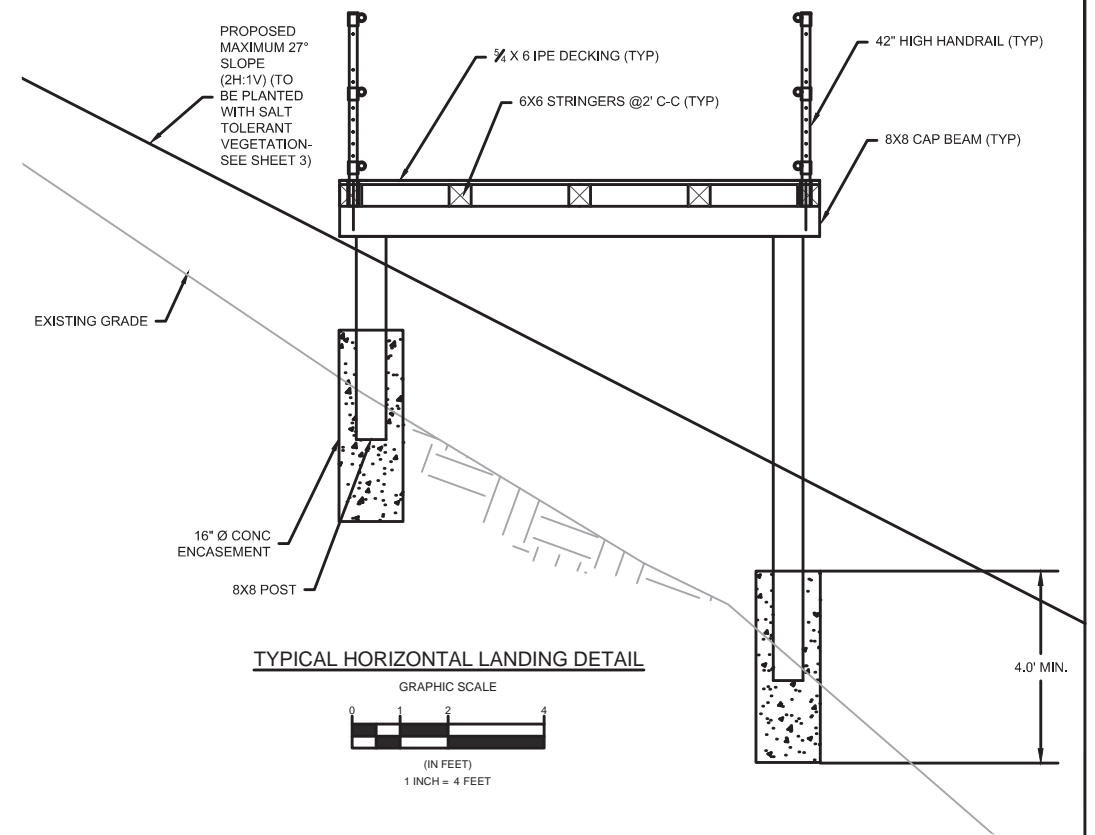 PROPOSED
MAXIMUM 27°
SLOPE
(2H:1V) (TO
BE PLANTED
WITH SALT
TOLERANT
VEGETATION-
SEE SHEET 3)
5/4 X 6 IPE DECKING (TYP)
6X6 STRINGERS @2' C-C (TYP)
42" HIGH HANDRAIL (TYP)
8X8 CAP BEAM (TYP)
EXISTING GRADE
16" Ø CONC
ENCASEMENT
8X8 POST
4.0' MIN.
TYPICAL HORIZONTAL LANDING DETAIL
GRAPHIC SCALE
0 1 2 4
(IN FEET)
1 INCH = 4 FEET